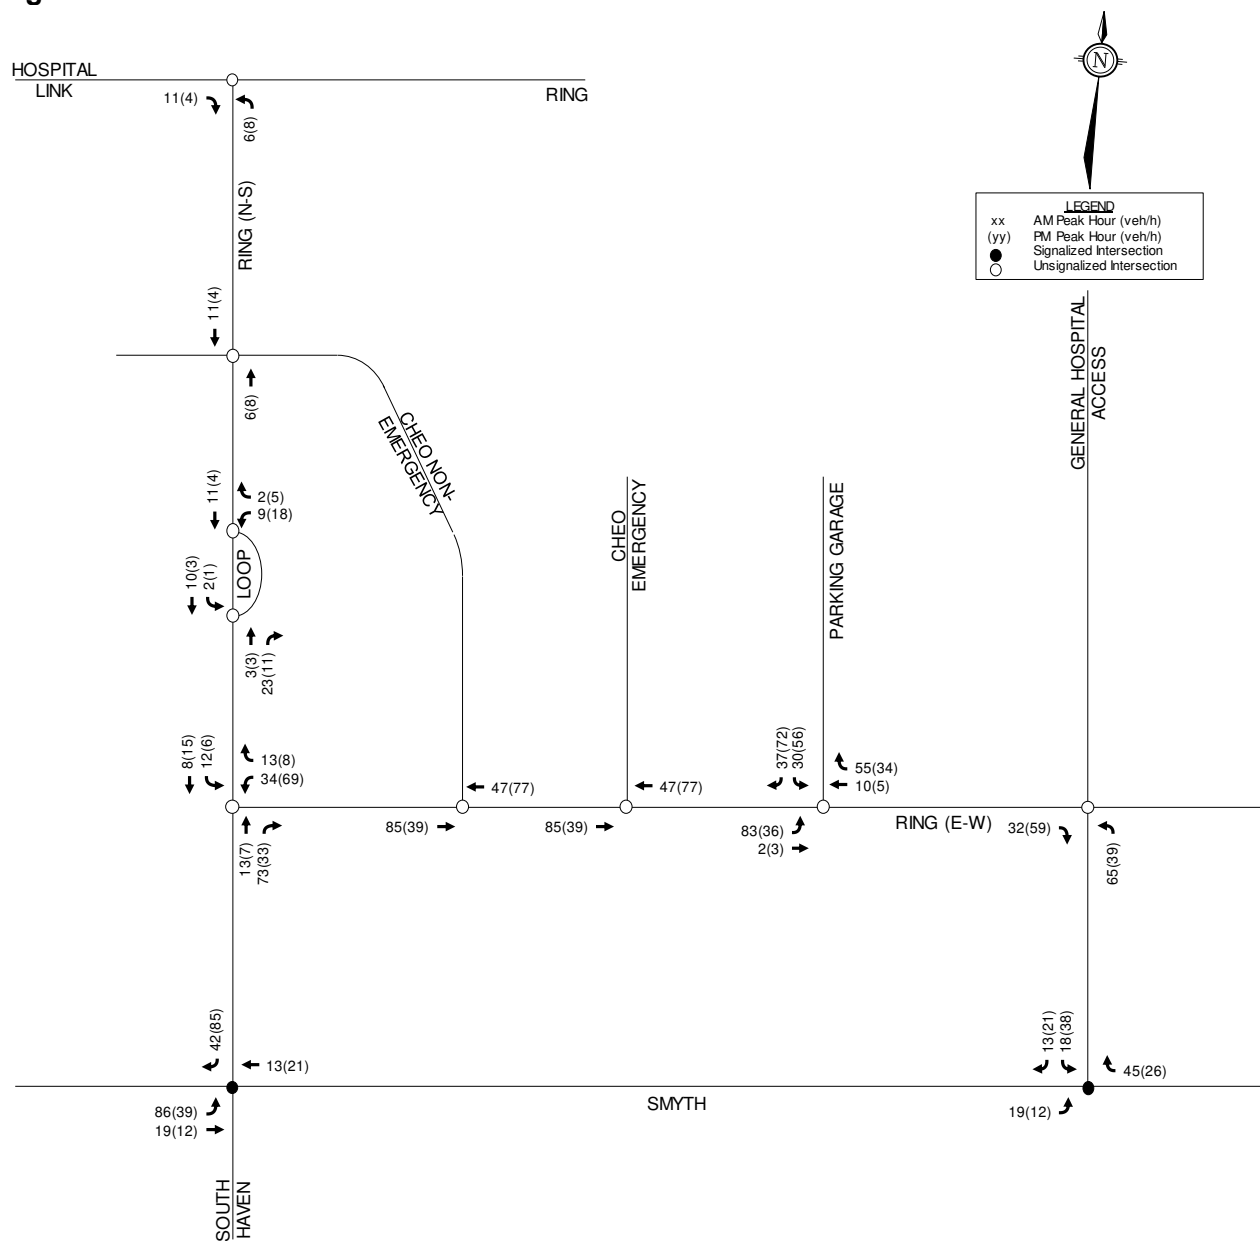 g
HOSPITAL
LINK
RING
11(4)
6(8)
N
LEGEND
xx AM Peak Hour (veh/h)
(yy) PM Peak Hour (veh/h)
Signalized Intersection
Unsignalized Intersection
RING (N-S)
11(4)
6(8)
GENERAL HOSPITAL
ACCESS
CHEO NON-
EMERGENCY
11(4)
2(5)
9(18)
CHEO
EMERGENCY
PARKING GARAGE
LOOP
10(3)
2(1)
3(3)
23(11)
8(15)
12(6)
13(8)
34(69)
47(77)
47(77)
37(72)
30(56)
55(34)
10(5)
85(39)
85(39)
83(36)
2(3)
RING (E-W)
32(59)
65(39)
13(7)
73(33)
42(85)
13(21)
13(21)
18(38)
45(26)
86(39)
19(12)
SMYTH
19(12)
SOUTH
HAVEN